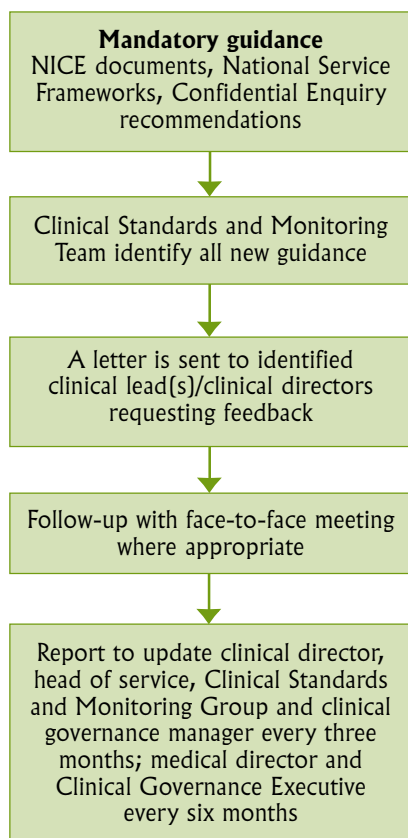 Mandatory guidance
NICE documents, National Service
Frameworks, Confidential Enquiry
recommendations
Clinical Standards and Monitoring
Team identify all new guidance
A letter is sent to identified
clinical lead(s)/clinical directors
requesting feedback
Follow-up with face-to-face meeting
where appropriate
Report to update clinical director,
head of service, Clinical Standards
and Monitoring Group and clinical
governance manager every three
months; medical director and
Clinical Governance Executive
every six months